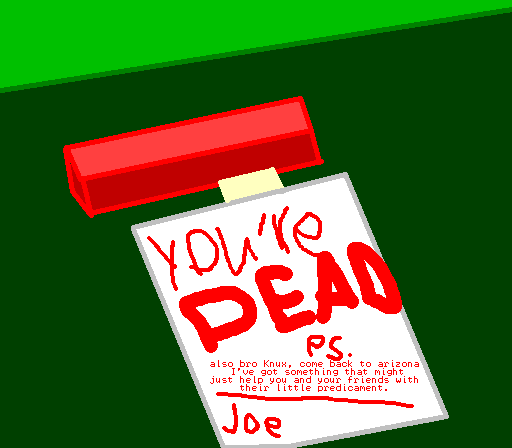 YOU're
DEAD
PS.
also bro Knux, come back to arizona
I've got something that might
just help you and your friends with
their little predicament.
Joe